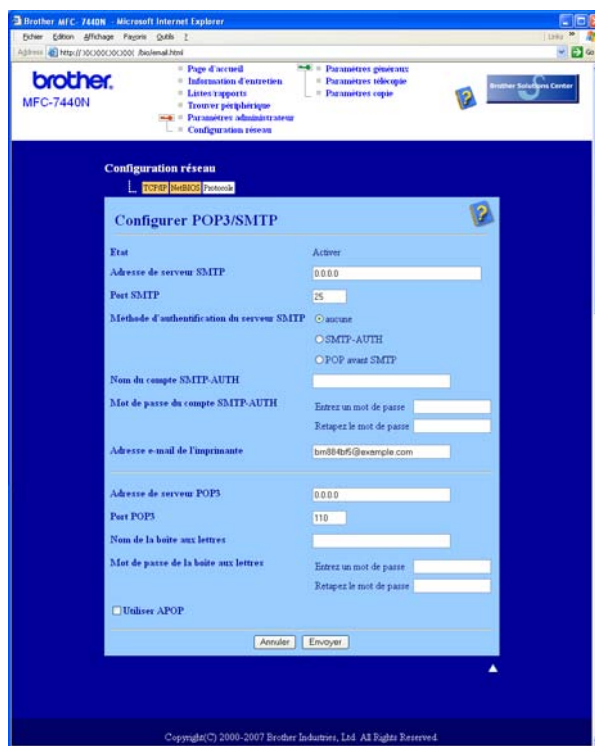 Brother MFC- 7440N - Microsoft Internet Explorer
Fichier Edition Affichage Favoris Outils ?
Adresse http://XXXXXXXXXX/bio/email.html
brother.
MFC-7440N
Page d'accueil
Information d'entretien
Listes/rapports
Trouver périphérique
Paramètres administrateur
Configuration réseau
Paramètres généraux
Paramètres télécopie
Paramètres copie
Brother Solutions Center
Configuration réseau
TCP/IP NetBIOS Protocole
Configurer POP3/SMTP
Etat Activer
Adresse de serveur SMTP 0.0.0.0
Port SMTP 25
Methode d'authentification du serveur SMTP aucune
SMTP-AUTH
POP avant SMTP
Nom du compte SMTP-AUTH
Mot de passe du compte SMTP-AUTH Entrez un mot de passe
Retapez le mot de passe
Adresse e-mail de l'imprimante bm884bf5@example.com
Adresse de serveur POP3 0.0.0.0
Port POP3 110
Nom de la boîte aux lettres
Mot de passe de la boîte aux lettres Entrez un mot de passe
Retapez le mot de passe
Utiliser APOP
Annuler Envoyer
Copyright(C) 2000-2007 Brother Industries, Ltd. All Rights Reserved.